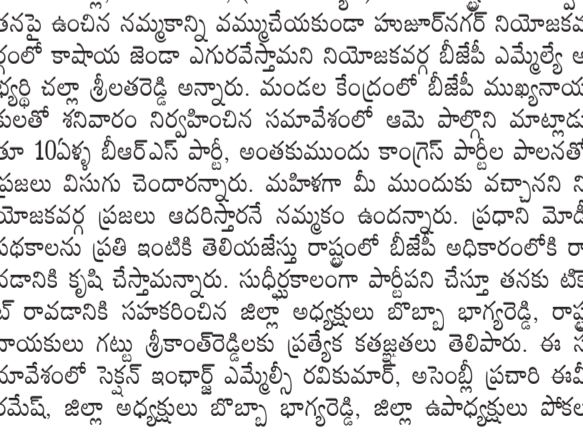 తనపై ఉంచిన నమ్మకాన్ని వమ్ముచేయకుండా హుజూర్‌నగర్ నియోజకవ
ర్గంలో కాషాయ జెండా ఎగురవేస్తామని నియోజకవర్గ బీజేపీ ఎమ్మేల్యే అ
భ్యర్థి చల్లా శ్రీలతరెడ్డి అన్నారు. మండల కేంద్రంలో బీజేపీ ముఖ్యనాయ
కులతో శనివారం నిర్వహించిన సమావేశంలో ఆమె పాల్గొని మాట్లాడు
తూ 10ఏళ్ళ బీఆర్ఎస్ పార్టీ, అంతకుముందు కాంగ్రెస్ పార్టీల పాలనతో
ప్రజలు విసుగు చెందారన్నారు. మహిళగా మీ ముందుకు వచ్చానని ని
యోజకవర్గ ప్రజలు ఆదరిస్తారనే నమ్మకం ఉందన్నారు. ప్రధాని మోదీ
పథకాలను ప్రతి ఇంటికి తెలియజేస్తు రాష్ట్రంలో బీజేపీ అధికారంలోకి రా
వడానికి కృషి చేస్తామన్నారు. సుధీర్ఘకాలంగా పార్టీపని చేస్తూ తనకు టికె
ట్ రావడానికి సహకరించిన జిల్లా అధ్యక్షులు బొబ్బా భాగ్యరెడ్డి, రాష్ట్ర
నాయకులు గట్టు శ్రీకాంత్‌రెడ్డిలకు ప్రత్యేక కతజ్ఞతలు తెలిపారు. ఈ స
మావేశంలో సెక్షన్ ఇంఛార్జ్ ఎమ్మేల్సీ రవికుమార్, అసెంబ్లీ ప్రచారి ఈవీ
రమేష్, జిల్లా అధ్యక్షులు బొబ్బా భాగ్యరెడ్డి, జిల్లా ఉపాధ్యక్షులు పోకల